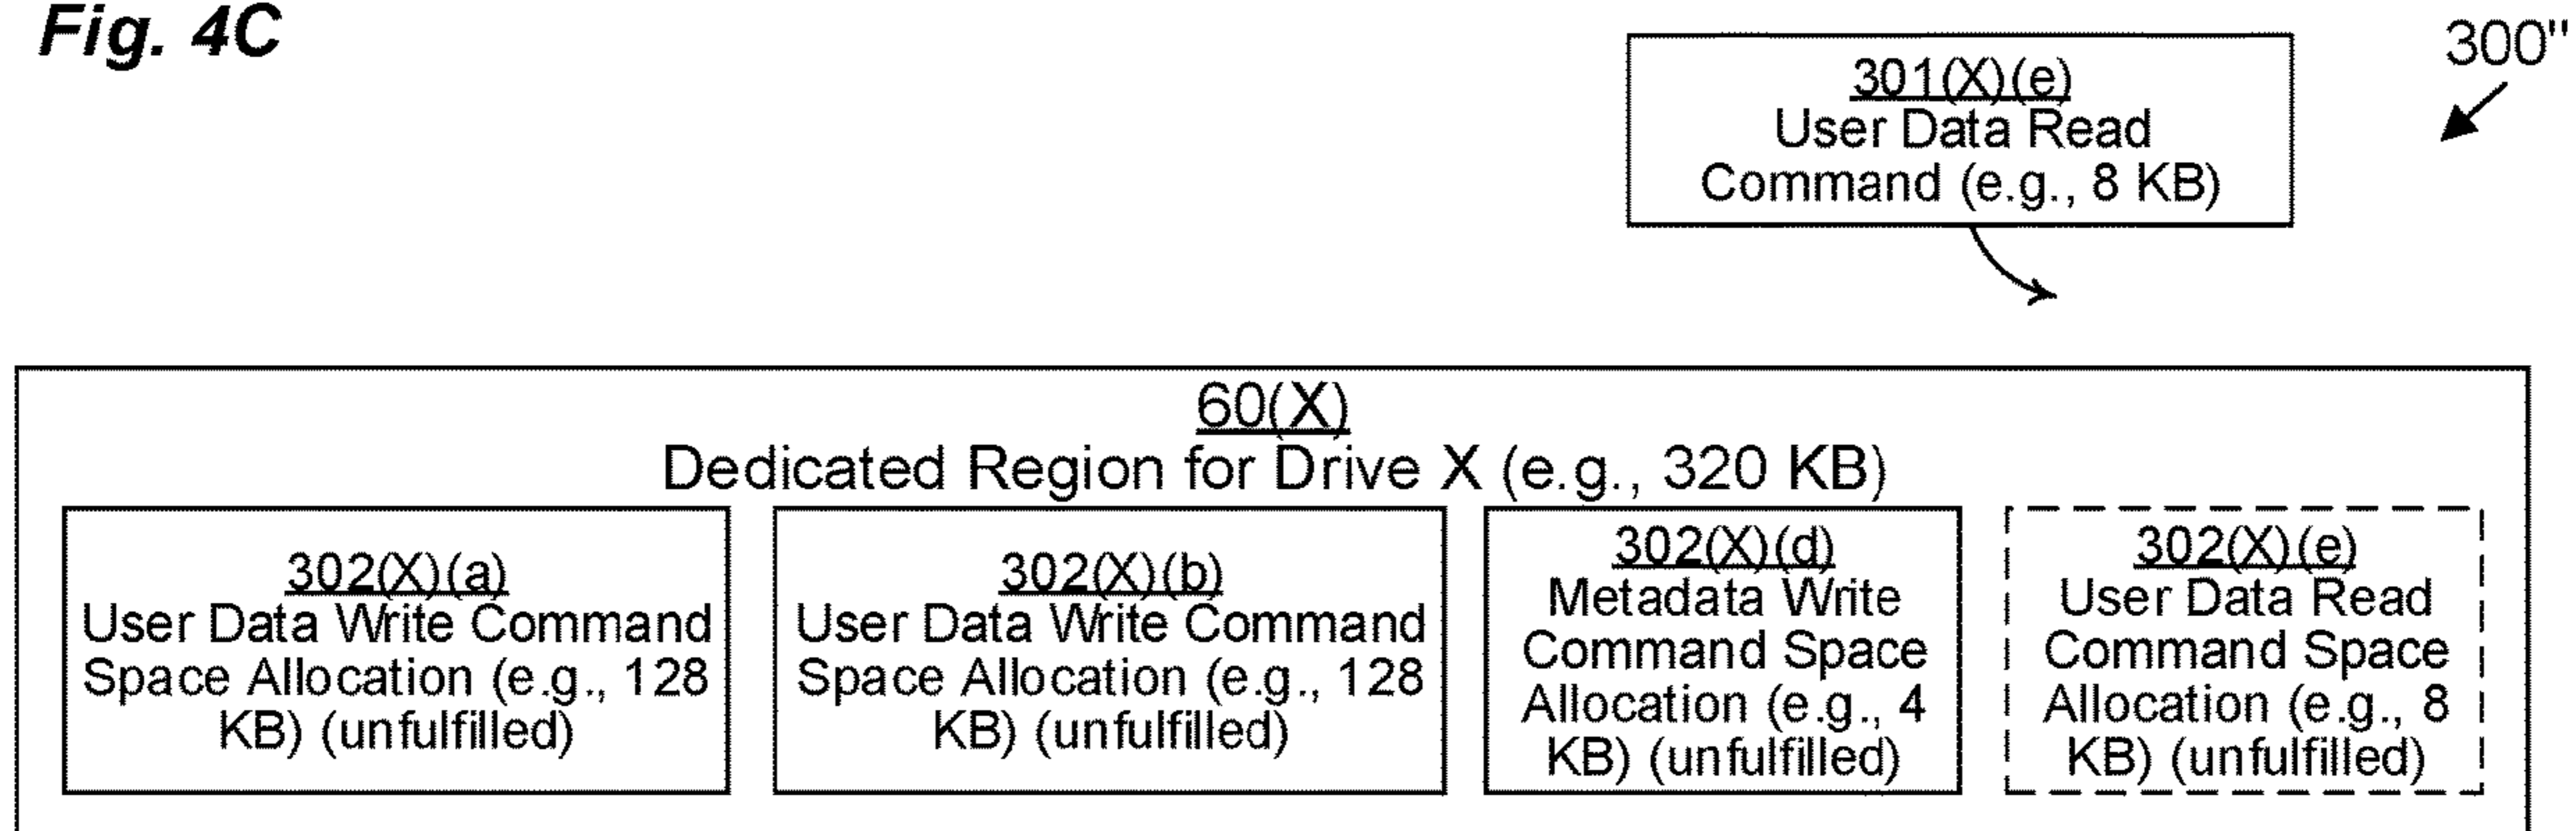 Fig. 4C
300"
301(X)(e)
User Data Read
Command (e.g., 8 KB)
60(X)
Dedicated Region for Drive X (e.g., 320 KB)
302(X)(a)
User Data Write Command
Space Allocation (e.g., 128
KB) (unfulfilled)
302(X)(b)
User Data Write Command
Space Allocation (e.g., 128
KB) (unfulfilled)
302(X)(d)
Metadata Write
Command Space
Allocation (e.g., 4
KB) (unfulfilled)
302(X)(e)
User Data Read
Command Space
Allocation (e.g., 8
KB) (unfulfilled)